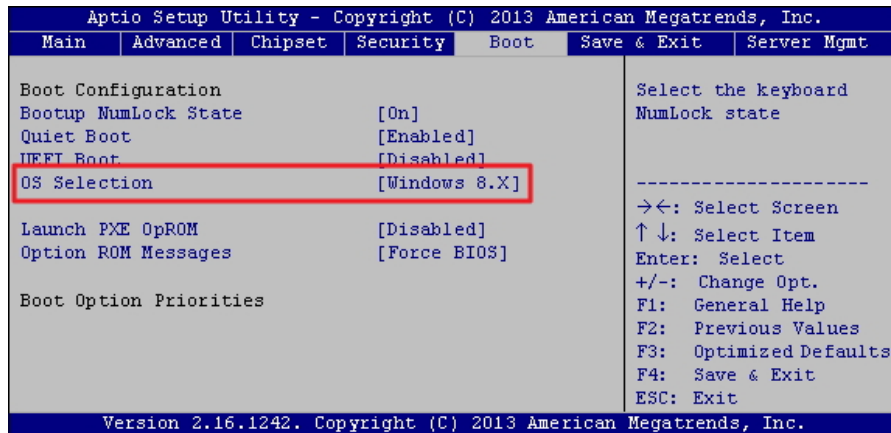 Aptio Setup Utility - Copyright (C) 2013 American Megatrends, Inc.
Main Advanced Chipset Security Boot Save & Exit Server Mgmt
Boot Configuration
Bootup NumLock State [On]
Quiet Boot [Enabled]
UEFI Boot [Disabled]
OS Selection [Windows 8.X]
Launch PXE OpROM [Disabled]
Option ROM Messages [Force BIOS]
Boot Option Priorities
Select the keyboard
NumLock state
--------------------
→←: Select Screen
↑↓: Select Item
Enter: Select
+/-: Change Opt.
F1: General Help
F2: Previous Values
F3: Optimized Defaults
F4: Save & Exit
ESC: Exit
Version 2.16.1242. Copyright (C) 2013 American Megatrends, Inc.